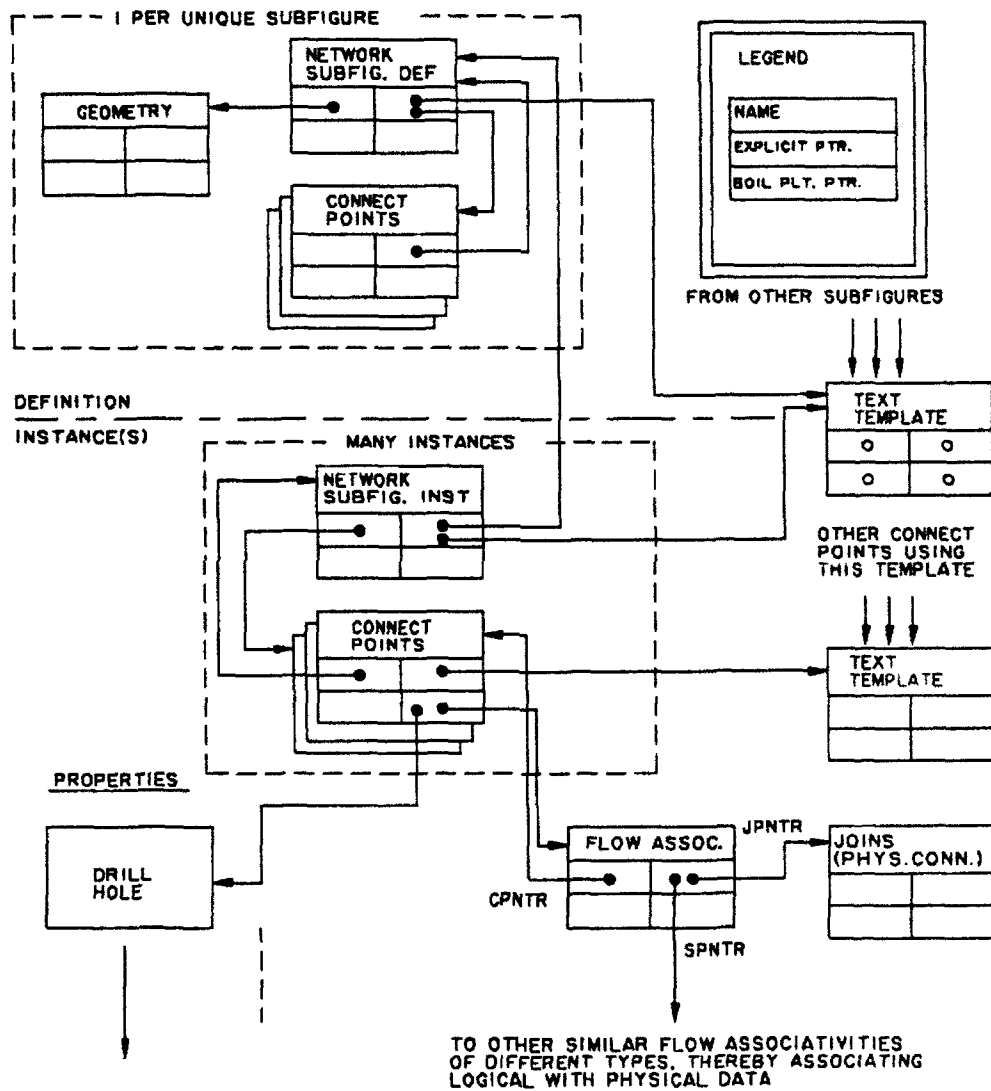 1 PER UNIQUE SUBFIGURE
NETWORK
SUBFIG. DEF
GEOMETRY
CONNECT
POINTS
LEGEND
NAME
EXPLICIT PTR.
BOIL PLT. PTR.
FROM OTHER SUBFIGURES
DEFINITION
INSTANCE(S)
TEXT
TEMPLATE
MANY INSTANCES
NETWORK
SUBFIG. INST
OTHER CONNECT
POINTS USING
THIS TEMPLATE
CONNECT
POINTS
TEXT
TEMPLATE
PROPERTIES
DRILL
HOLE
CPNTR
FLOW ASSOC.
JPNTR
JOINS
(PHYS.CONN.)
SPNTR
TO OTHER SIMILAR FLOW ASSOCIATIVITIES
OF DIFFERENT TYPES, THEREBY ASSOCIATING
LOGICAL WITH PHYSICAL DATA